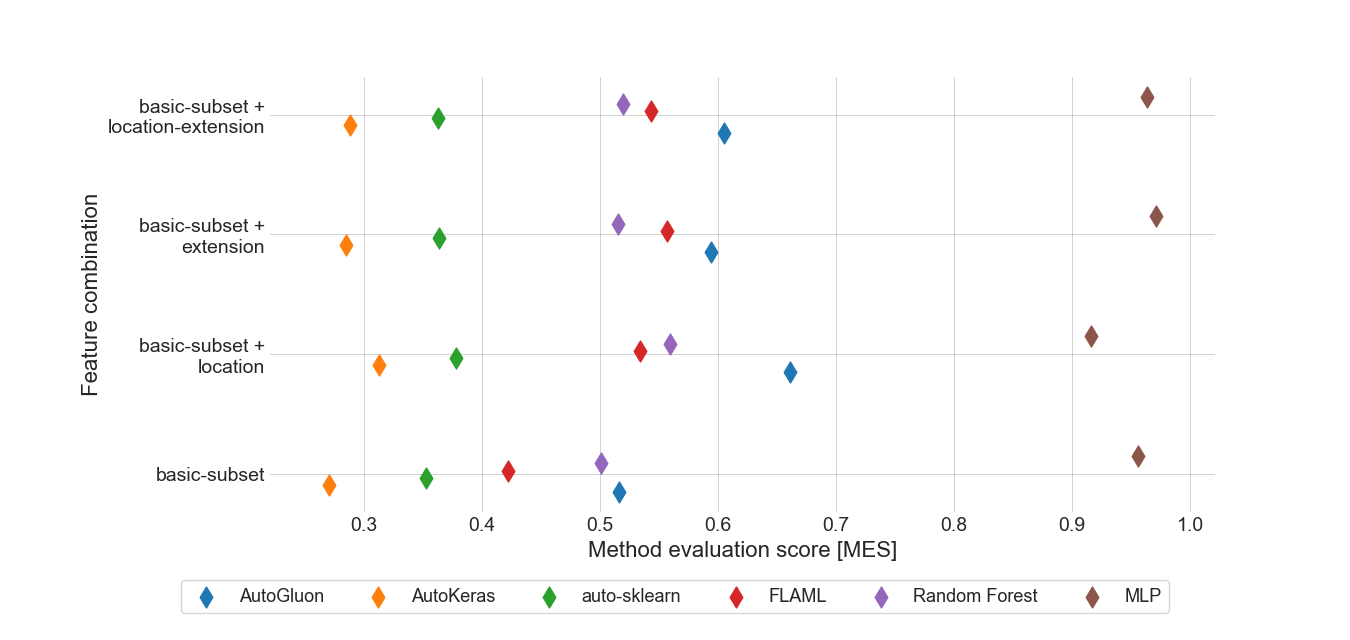 basic-subset +
location-extension
basic-subset +
extension
basic-subset +
location
basic-subset
Feature combination
0.3 0.4 0.5 0.6 0.7 0.8 0.9 1.0
Method evaluation score [MES]
AutoGluon AutoKeras auto-sklearn FLAML Random Forest MLP